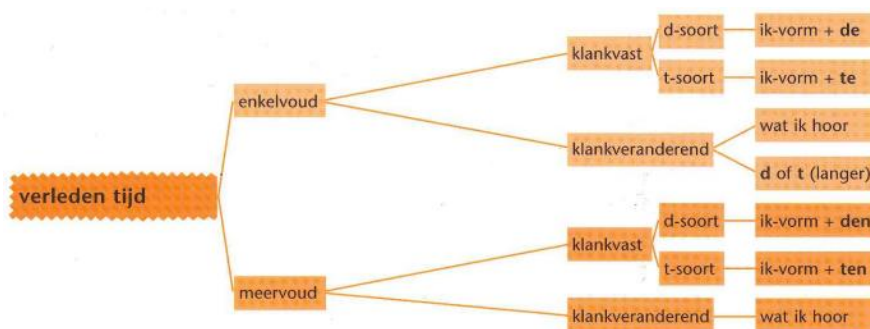 verleden tijd
enkelvoud
klankvast
d-soort
ik-vorm + de
t-soort
ik-vorm + te
klankveranderend
wat ik hoor
d of t (langer)
meervoud
klankvast
d-soort
ik-vorm + den
t-soort
ik-vorm + ten
klankveranderend
wat ik hoor